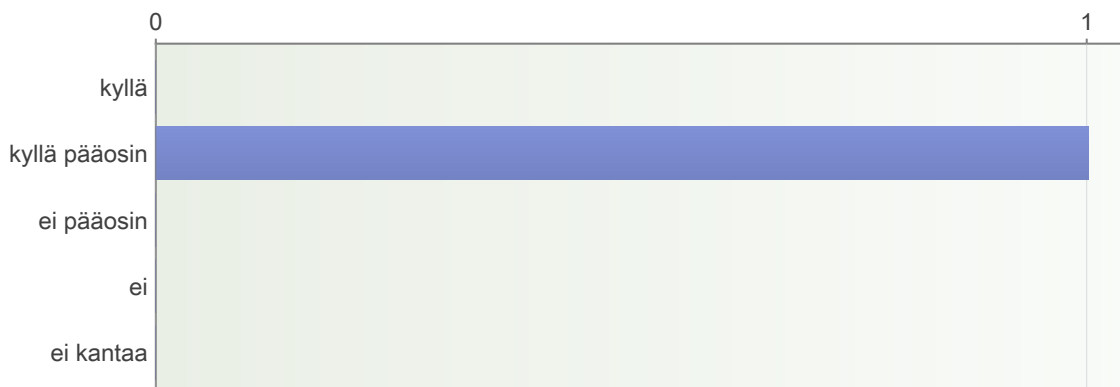 0 1
kyllä
kyllä pääosin
ei pääosin
ei
ei kantaa